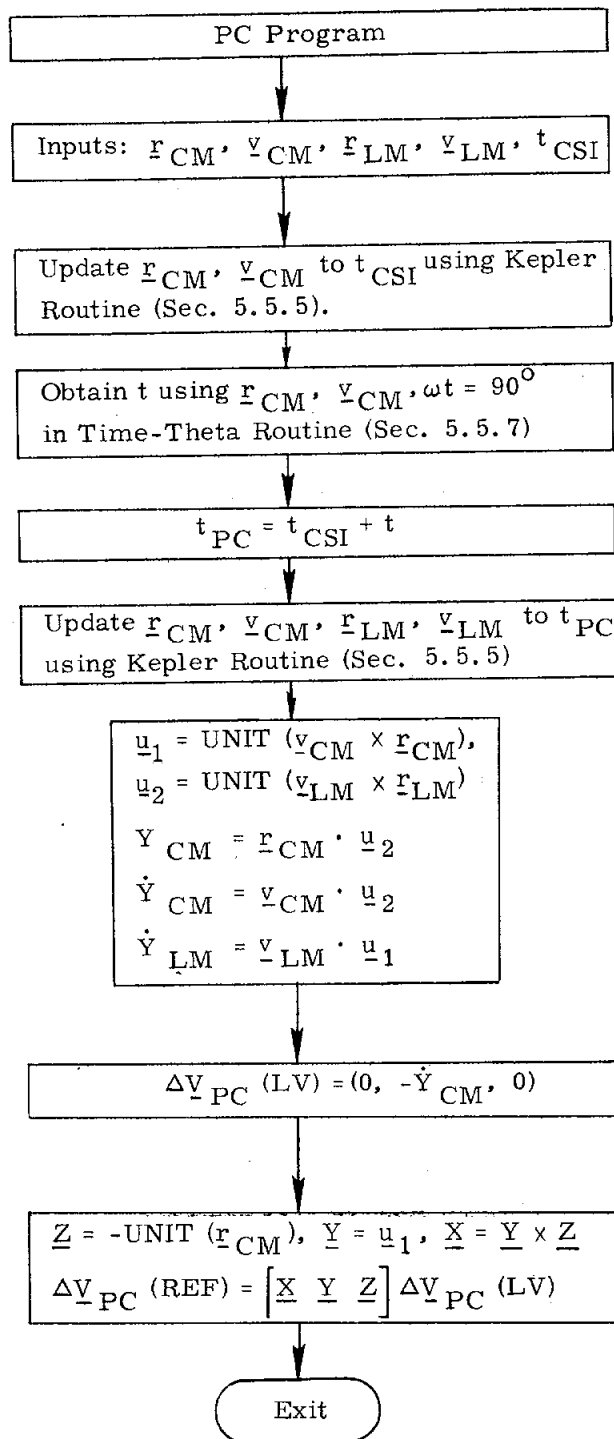 PC Program
Inputs: r̲ CM, v̲ CM, r̲ LM, v̲ LM, t CSI
Update r̲ CM, v̲ CM to t CSI using Kepler
Routine (Sec. 5.5.5).
Obtain t using r̲ CM, v̲ CM, ωt = 90°
in Time-Theta Routine (Sec. 5.5.7)
t PC = t CSI + t
Update r̲ CM, v̲ CM, r̲ LM, v̲ LM to t PC
using Kepler Routine (Sec. 5.5.5)
u̲ 1 = UNIT (v̲ CM × r̲ CM),
u̲ 2 = UNIT (v̲ LM × r̲ LM)
Y CM = r̲ CM · u̲ 2
Ẏ CM = v̲ CM · u̲ 2
Ẏ LM = v̲ LM · u̲ 1
ΔV̲ PC (LV) = (0, -Ẏ CM, 0)
Z̲ = -UNIT (r̲ CM), Y̲ = u̲ 1, X̲ = Y̲ × Z̲
ΔV̲ PC (REF) = [X̲ Y̲ Z̲] ΔV̲ PC (LV)
Exit